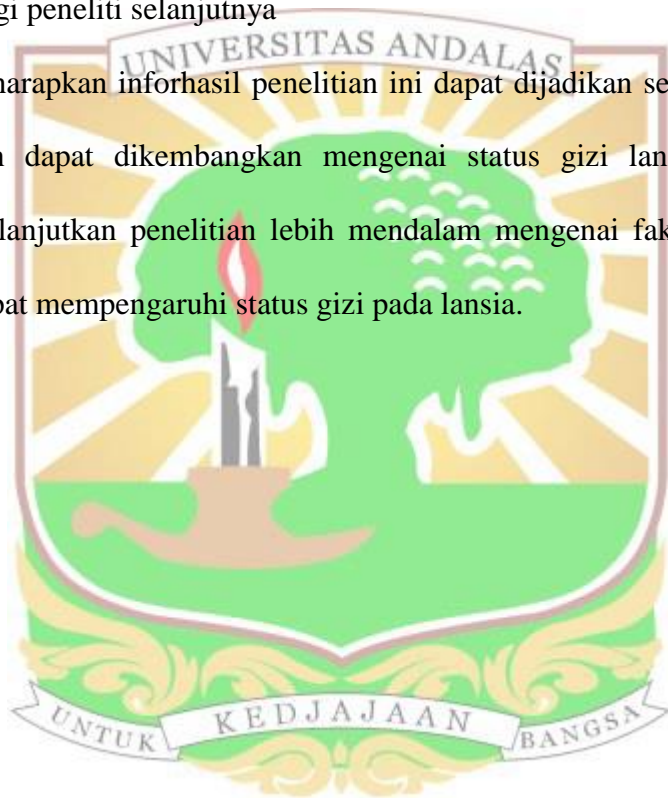 gi peneliti selanjutnya
UNIVERSITAS ANDALAS
harapkan inforhasil penelitian ini dapat dijadikan se
dapat dikembangkan mengenai status gizi lan
lanjutkan penelitian lebih mendalam mengenai fak
pat mempengaruhi status gizi pada lansia.
UNTUK KEDJAJAAN BANGSA